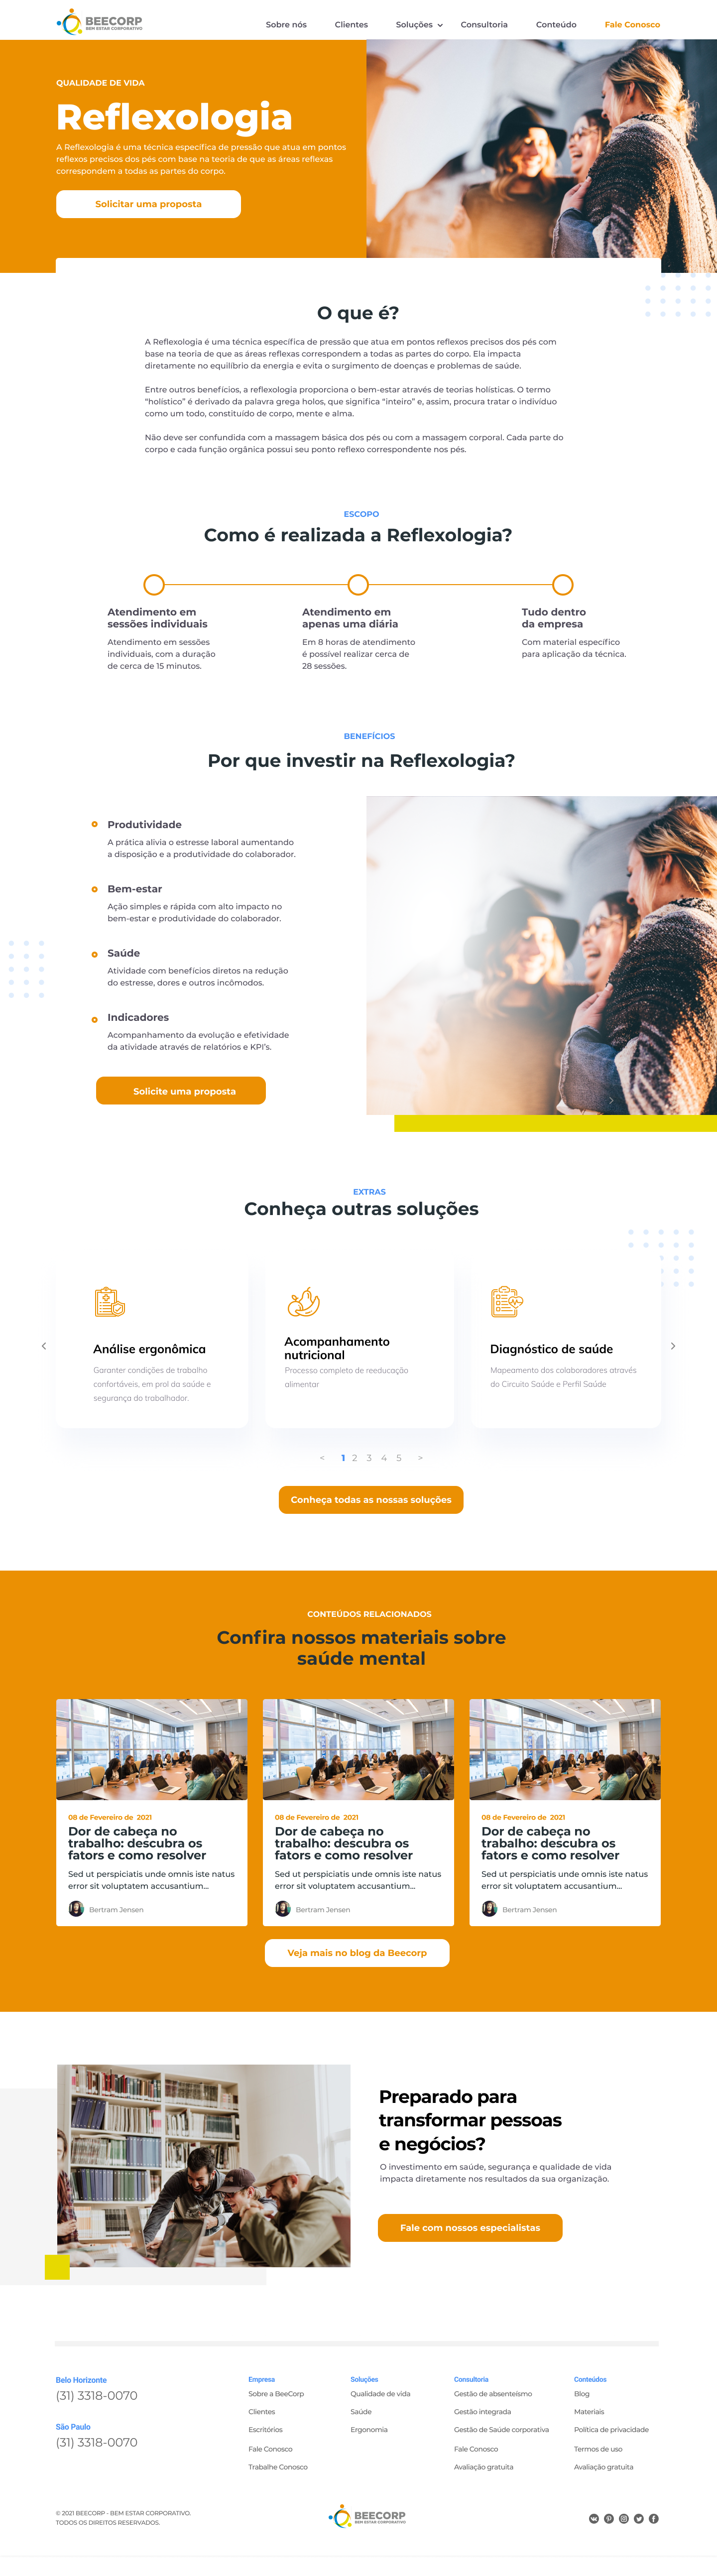 BEECORP
BEM ESTAR CORPORATIVO
Sobre nós
Clientes
Soluções
Consultoria
Conteúdo
Fale Conosco
QUALIDADE DE VIDA
Reflexologia
A Reflexologia é uma técnica específica de pressão que atua em pontos
reflexos precisos dos pés com base na teoria de que as áreas reflexas
correspondem a todas as partes do corpo.
Solicitar uma proposta
O que é?
A Reflexologia é uma técnica específica de pressão que atua em pontos reflexos precisos dos pés com
base na teoria de que as áreas reflexas correspondem a todas as partes do corpo. Ela impacta
diretamente no equilíbrio da energia e evita o surgimento de doenças e problemas de saúde.
Entre outros benefícios, a reflexologia proporciona o bem-estar através de teorias holísticas. O termo
“holístico” é derivado da palavra grega holos, que significa “inteiro” e, assim, procura tratar o indivíduo
como um todo, constituído de corpo, mente e alma.
Não deve ser confundida com a massagem básica dos pés ou com a massagem corporal. Cada parte do
corpo e cada função orgânica possui seu ponto reflexo correspondente nos pés.
ESCOPO
Como é realizada a Reflexologia?
Atendimento em
sessões individuais
Atendimento em sessões
individuais, com a duração
de cerca de 15 minutos.
Atendimento em
apenas uma diária
Em 8 horas de atendimento
é possível realizar cerca de
28 sessões.
Tudo dentro
da empresa
Com material específico
para aplicação da técnica.
BENEFÍCIOS
Por que investir na Reflexologia?
Produtividade
A prática alivia o estresse laboral aumentando
a disposição e a produtividade do colaborador.
Bem-estar
Ação simples e rápida com alto impacto no
bem-estar e produtividade do colaborador.
Saúde
Atividade com benefícios diretos na redução
do estresse, dores e outros incômodos.
Indicadores
Acompanhamento da evolução e efetividade
da atividade através de relatórios e KPI’s.
Solicite uma proposta
EXTRAS
Conheça outras soluções
Análise ergonômica
Garanter condições de trabalho
confortáveis, em prol da saúde e
segurança do trabalhador.
Acompanhamento
nutricional
Processo completo de reeducação
alimentar
Diagnóstico de saúde
Mapeamento dos colaboradores através
do Circuito Saúde e Perfil Saúde
< 1 2 3 4 5 >
Conheça todas as nossas soluções
CONTEÚDOS RELACIONADOS
Confira nossos materiais sobre
saúde mental
08 de Fevereiro de 2021
Dor de cabeça no
trabalho: descubra os
fators e como resolver
Sed ut perspiciatis unde omnis iste natus
error sit voluptatem accusantium...
Bertram Jensen
08 de Fevereiro de 2021
Dor de cabeça no
trabalho: descubra os
fators e como resolver
Sed ut perspiciatis unde omnis iste natus
error sit voluptatem accusantium...
Bertram Jensen
08 de Fevereiro de 2021
Dor de cabeça no
trabalho: descubra os
fators e como resolver
Sed ut perspiciatis unde omnis iste natus
error sit voluptatem accusantium...
Bertram Jensen
Veja mais no blog da Beecorp
Preparado para
transformar pessoas
e negócios?
O investimento em saúde, segurança e qualidade de vida
impacta diretamente nos resultados da sua organização.
Fale com nossos especialistas
Belo Horizonte
(31) 3318-0070
São Paulo
(31) 3318-0070
Empresa
Sobre a BeeCorp
Clientes
Escritórios
Fale Conosco
Trabalhe Conosco
Soluções
Qualidade de vida
Saúde
Ergonomia
Consultoria
Gestão de absenteísmo
Gestão integrada
Gestão de Saúde corporativa
Fale Conosco
Avaliação gratuita
Conteúdos
Blog
Materiais
Política de privacidade
Termos de uso
Avaliação gratuita
© 2021 BEECORP - BEM ESTAR CORPORATIVO.
TODOS OS DIREITOS RESERVADOS.
BEECORP
BEM ESTAR CORPORATIVO